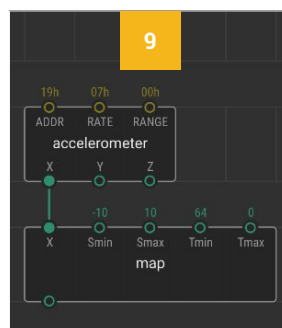 9
19h 07h 00h
ADDR RATE RANGE
accelerometer
X Y Z
-10 10 64 0
X Smin Smax Tmin Tmax
map